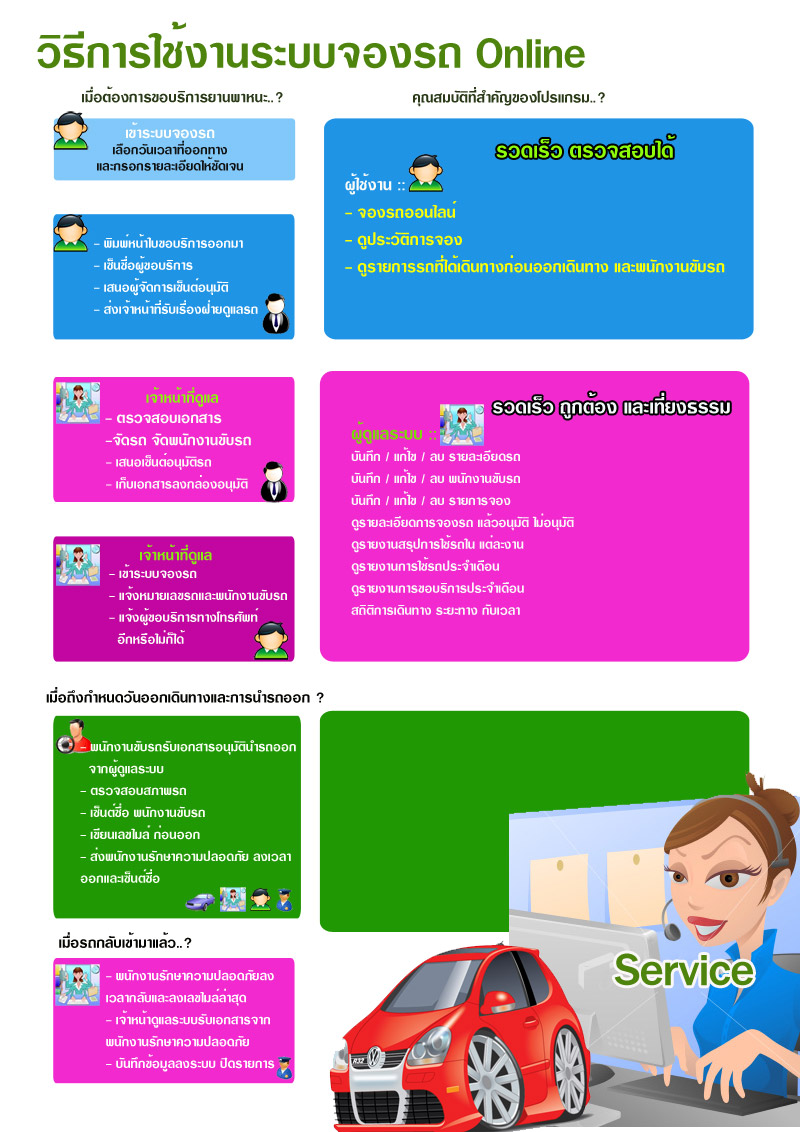 วิธีการใช้งานระบบจองรถ Online
เมื่อต้องการขอบริการยานพาหนะ..?
เข้าระบบจองรถ
เลือกวันเวลาที่ออกทาง
และกรอกรายละเอียดให้ชัดเจน
- พิมพ์หน้าใบขอบริการออกมา
- เซ็นชื่อผู้ขอบริการ
- เสนอผู้จัดการเซ็นต์อนุมัติ
- ส่งเจ้าหน้าที่รับเรื่องฝ่ายดูแลรถ
เจ้าหน้าที่ดูแล
- ตรวจสอบเอกสาร
-จัดรถ จัดพนักงานขับรถ
- เสนอเซ็นต์อนุมัติรถ
- เก็บเอกสารลงกล่องอนุมัติ
เจ้าหน้าที่ดูแล
- เข้าระบบจองรถ
- แจ้งหมายเลขรถและพนักงานขับรถ
- แจ้งผู้ขอบริการทางโทรศัพท์
อีกหรือไม่ก็ได้
คุณสมบัติที่สำคัญของโปรแกรม..?
รวดเร็ว ตรวจสอบได้
ผู้ใช้งาน ::
- จองรถออนไลน์
- ดูประวัติการจอง
- ดูรายการรถที่ได้เดินทางก่อนออกเดินทาง และพนักงานขับรถ
รวดเร็ว ถูกต้อง และเที่ยงธรรม
ผู้ดูแลระบบ ::
บันทึก / แก้ไข / ลบ รายละเอียดรถ
บันทึก / แก้ไข / ลบ พนักงานขับรถ
บันทึก / แก้ไข / ลบ รายการจอง
ดูรายละเอียดการจองรถ แล้วอนุมัติ ไม่อนุมัติ
ดูรายงานสรุปการใช้รถใน แต่ละงาน
ดูรายงานการใช้รถประจำเดือน
ดูรายงานการขอบริการประจำเดือน
สถิติการเดินทาง ระยะทาง กับเวลา
เมื่อถึงกำหนดวันออกเดินทางและการนำรถออก ?
- พนักงานขับรถรับเอกสารอนุมัตินำรถออก
จากผู้ดูแลระบบ
- ตรวจสอบสภาพรถ
- เซ็นต์ชื่อ พนักงานขับรถ
- เขียนเลขไมล์ ก่อนออก
- ส่งพนักงานรักษาความปลอดภัย ลงเวลา
ออกและเซ็นต์ชื่อ
เมื่อรถกลับเข้ามาแล้ว..?
- พนักงานรักษาความปลอดภัยลง
เวลากลับและลงเลขไมล์ล่าสุด
- เจ้าหน้าดูแลระบบรับเอกสารจาก
พนักงานรักษาความปลอดภัย
- บันทึกข้อมูลลงระบบ ปิดรายการ
Service
R32